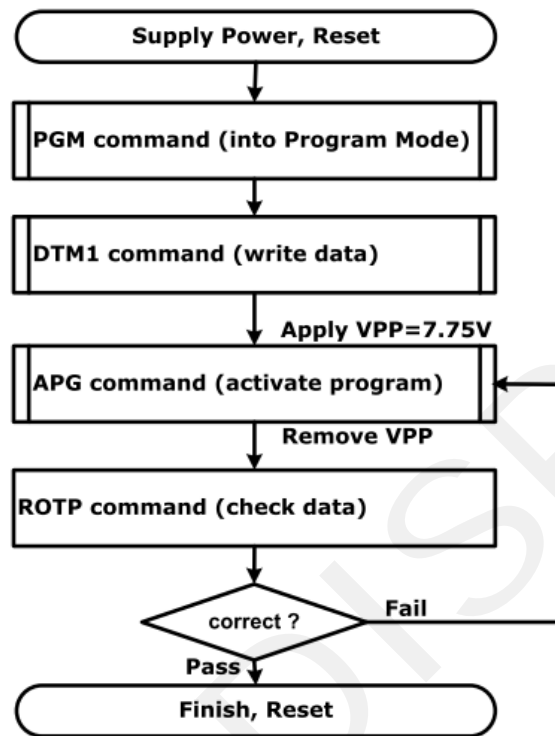 Supply Power, Reset
PGM command (into Program Mode)
DTM1 command (write data)
Apply VPP=7.75V
APG command (activate program)
Remove VPP
ROTP command (check data)
correct ?
Fail
Pass
Finish, Reset